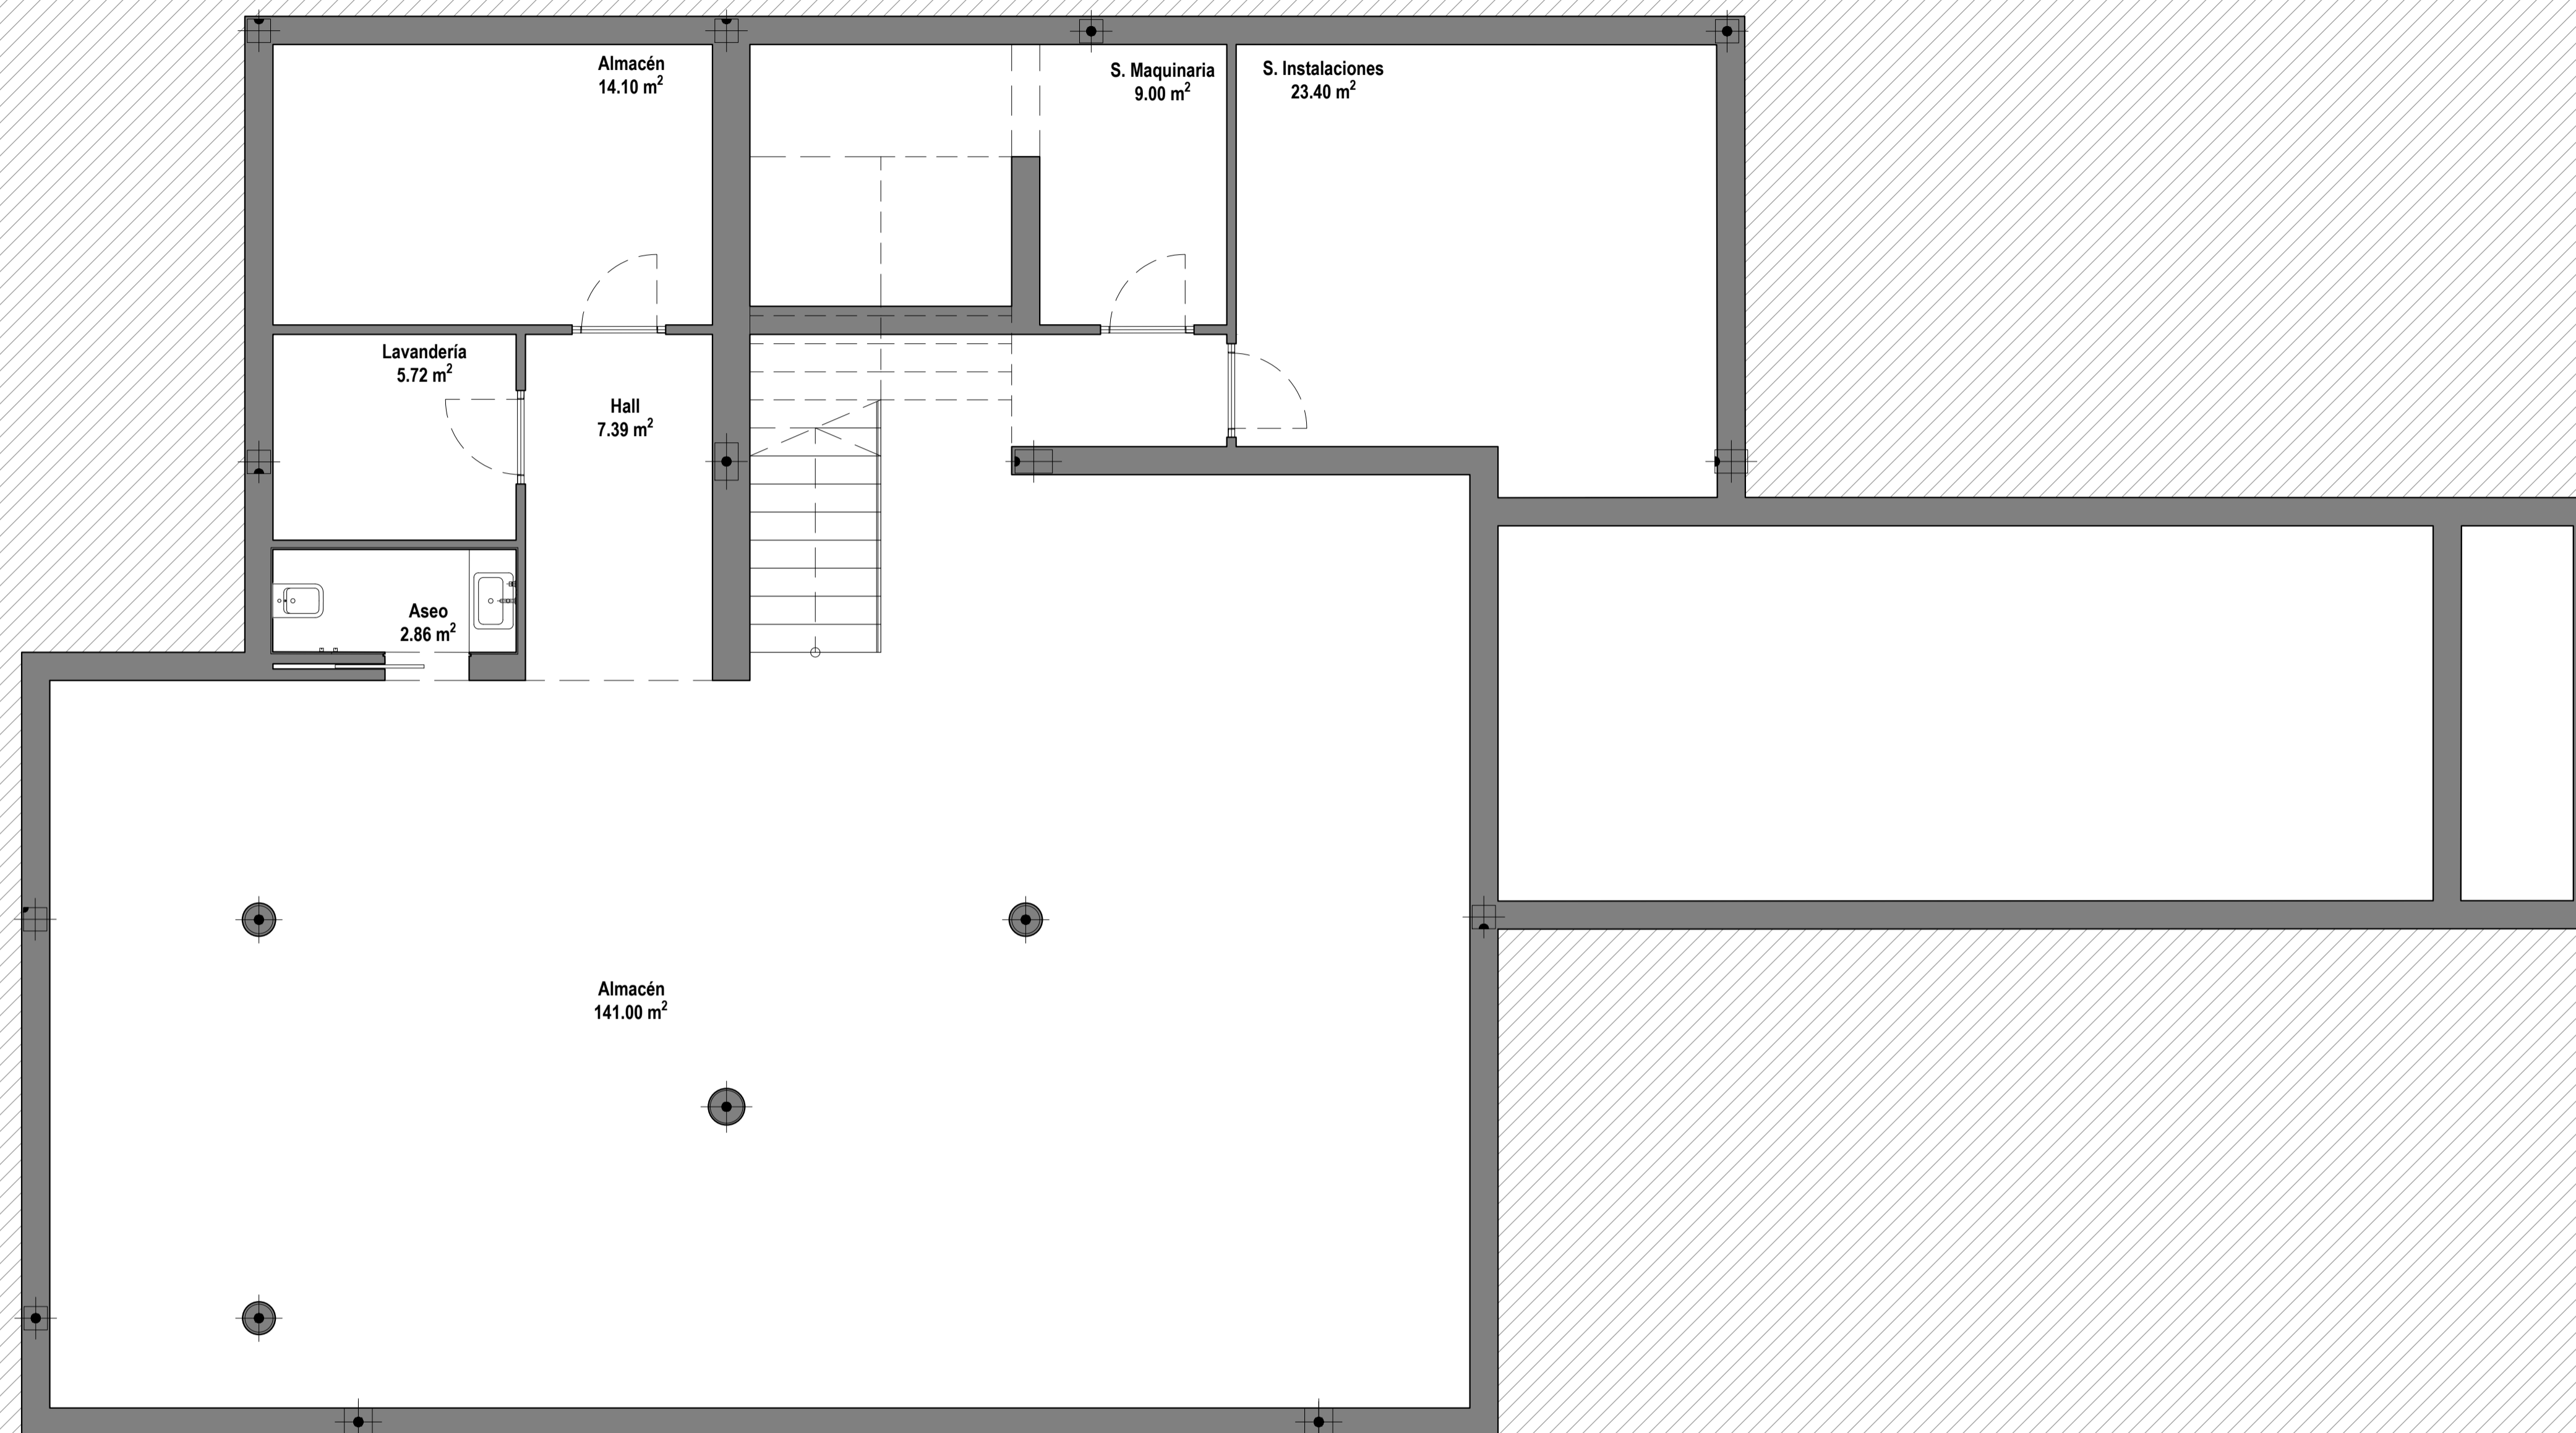 Almacén
14.10 m²
S. Maquinaria
9.00 m²
S. Instalaciones
23.40 m²
Lavandería
5.72 m²
Hall
7.39 m²
Aseo
2.86 m²
Almacén
141.00 m²